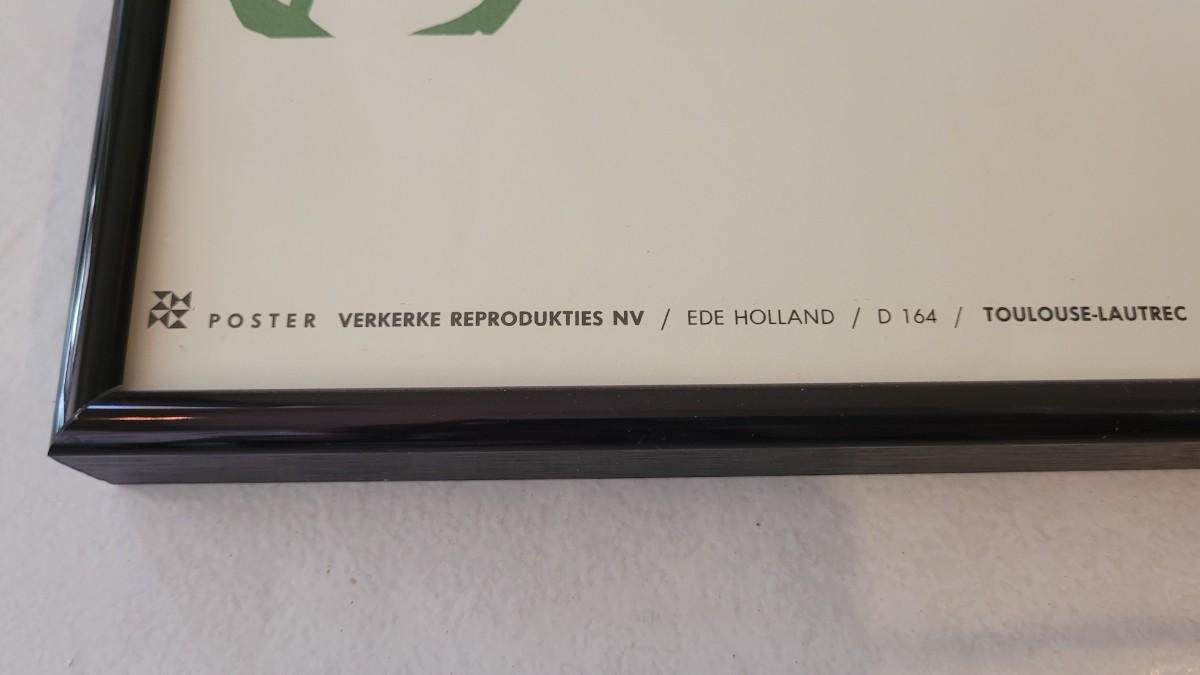 POSTER VERKERKE REPRODUKTIES NV / EDE HOLLAND / D 164 / TOULOUSE-LAUTREC